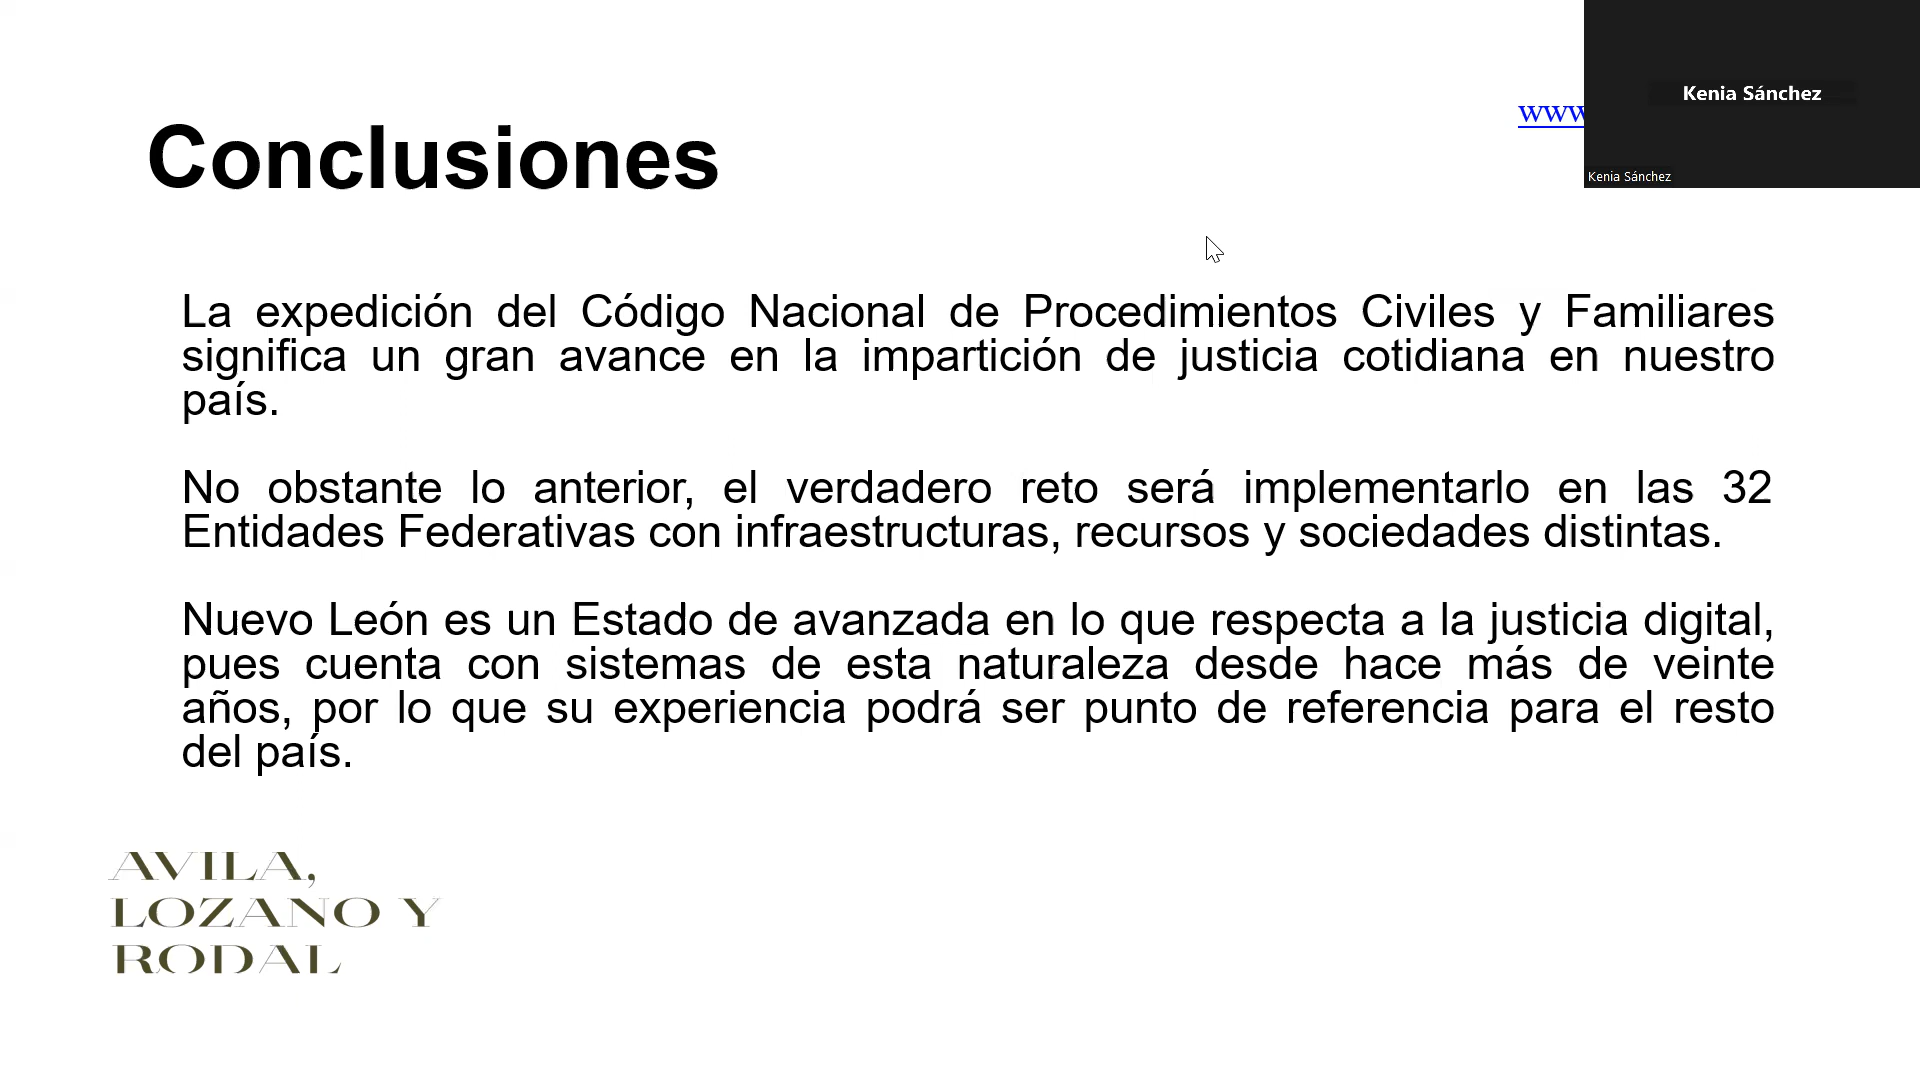 Kenia Sánchez
www
Kenia Sánchez
Conclusiones
La expedición del Código Nacional de Procedimientos Civiles y Familiares
significa un gran avance en la impartición de justicia cotidiana en nuestro
país.
No obstante lo anterior, el verdadero reto será implementarlo en las 32
Entidades Federativas con infraestructuras, recursos y sociedades distintas.
Nuevo León es un Estado de avanzada en lo que respecta a la justicia digital,
pues cuenta con sistemas de esta naturaleza desde hace más de veinte
años, por lo que su experiencia podrá ser punto de referencia para el resto
del país.
AVILA,
LOZANO Y
RODAL